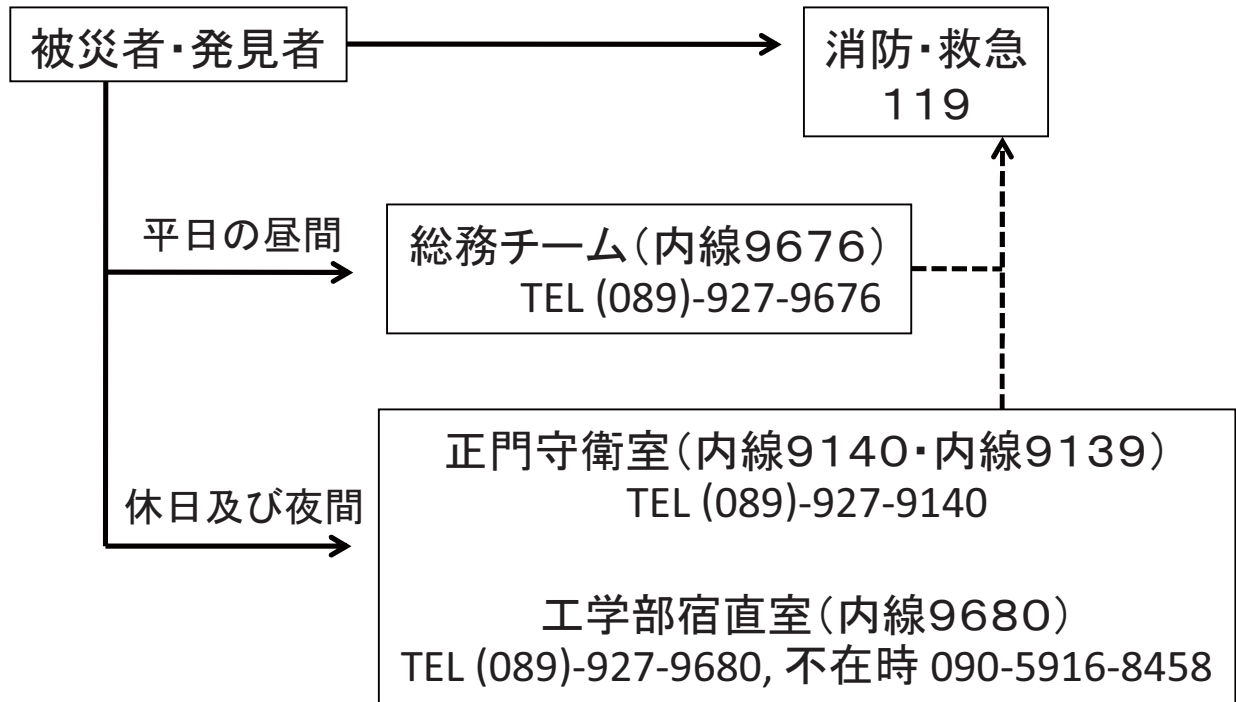 被災者・発見者
消防・救急
１１９
平日の昼間
総務チーム（内線９６７６）
TEL (089)-927-9676
休日及び夜間
正門守衛室（内線９１４０・内線９１３９）
TEL (089)-927-9140
工学部宿直室（内線９６８０）
TEL (089)-927-9680, 不在時 090-5916-8458